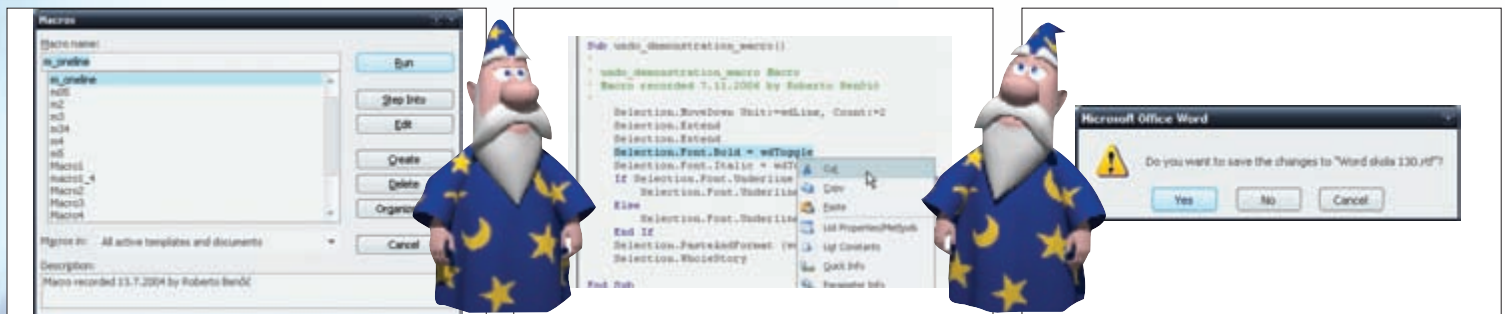 Macros
Macro name:
m_oneline
m_oneline
m05
m2
m3
m34
m4
m5
Macro1
macro1_4
Macro2
Macro3
Macro4
Run
Step Into
Edit
Create
Delete
Organiz
Cancel
Macros in: All active templates and documents
Description:
Macro recorded 13.7.2004 by Roberto Benčić
Sub undo_demonstration_macro()
'
' undo_demonstration_macro Macro
' Macro recorded 7.11.2004 by Roberto Benčić
'
Selection.MoveDown Unit:=wdLine, Count:=2
Selection.Extend
Selection.Extend
Selection.Font.Bold = wdToggle
Selection.Font.Italic = wdTo
If Selection.Font.Underline
Selection.Font.Underline
Else
Selection.Font.Underline
End If
Selection.PasteAndFormat (w
Selection.WholeStory
End Sub
Cut
Copy
Paste
List Properties/Methods
List Constants
Quick Info
Parameter Info
Microsoft Office Word
Do you want to save the changes to "Word skola 130.rtf"?
Yes
No
Cancel